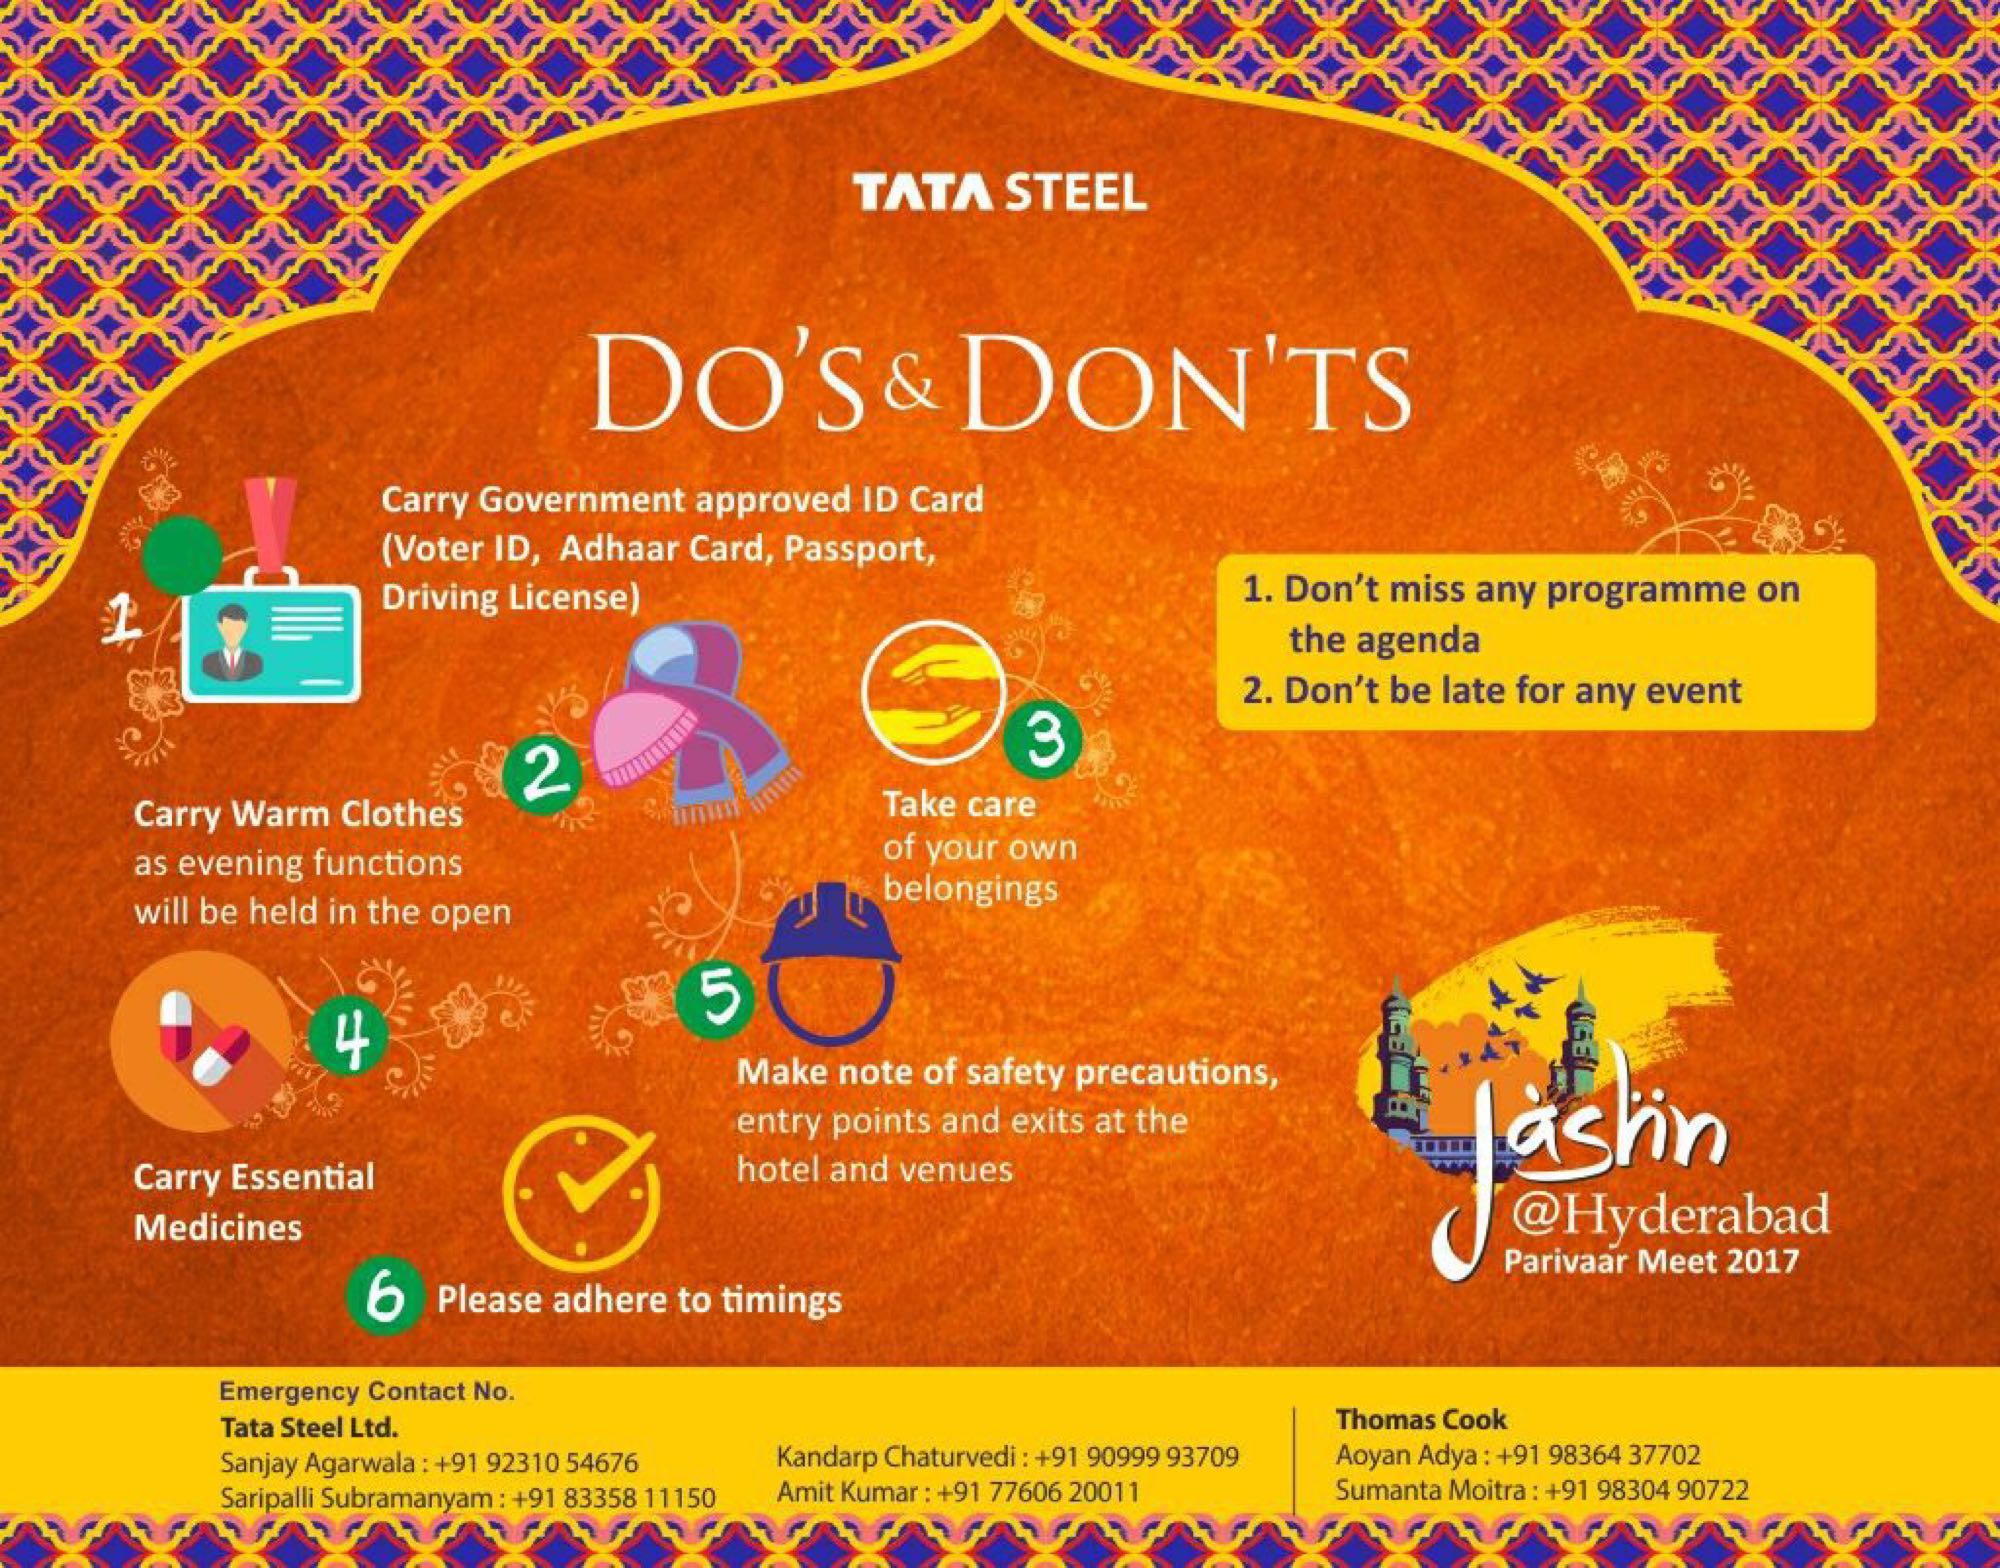 TATA STEEL
DO'S & DON'TS
1
Carry Government approved ID Card
(Voter ID, Adhaar Card, Passport,
Driving License)
2
Carry Warm Clothes
as evening functions
will be held in the open
3
Take care
of your own
belongings
4
Carry Essential
Medicines
5
Make note of safety precautions,
entry points and exits at the
hotel and venues
6 Please adhere to timings
1. Don't miss any programme on
the agenda
2. Don't be late for any event
Jashn
@Hyderabad
Parivaar Meet 2017
Emergency Contact No.
Tata Steel Ltd.
Sanjay Agarwala : +91 92310 54676
Saripalli Subramanyam : +91 83358 11150
Kandarp Chaturvedi : +91 90999 93709
Amit Kumar : +91 77606 20011
Thomas Cook
Aoyan Adya : +91 98364 37702
Sumanta Moitra : +91 98304 90722